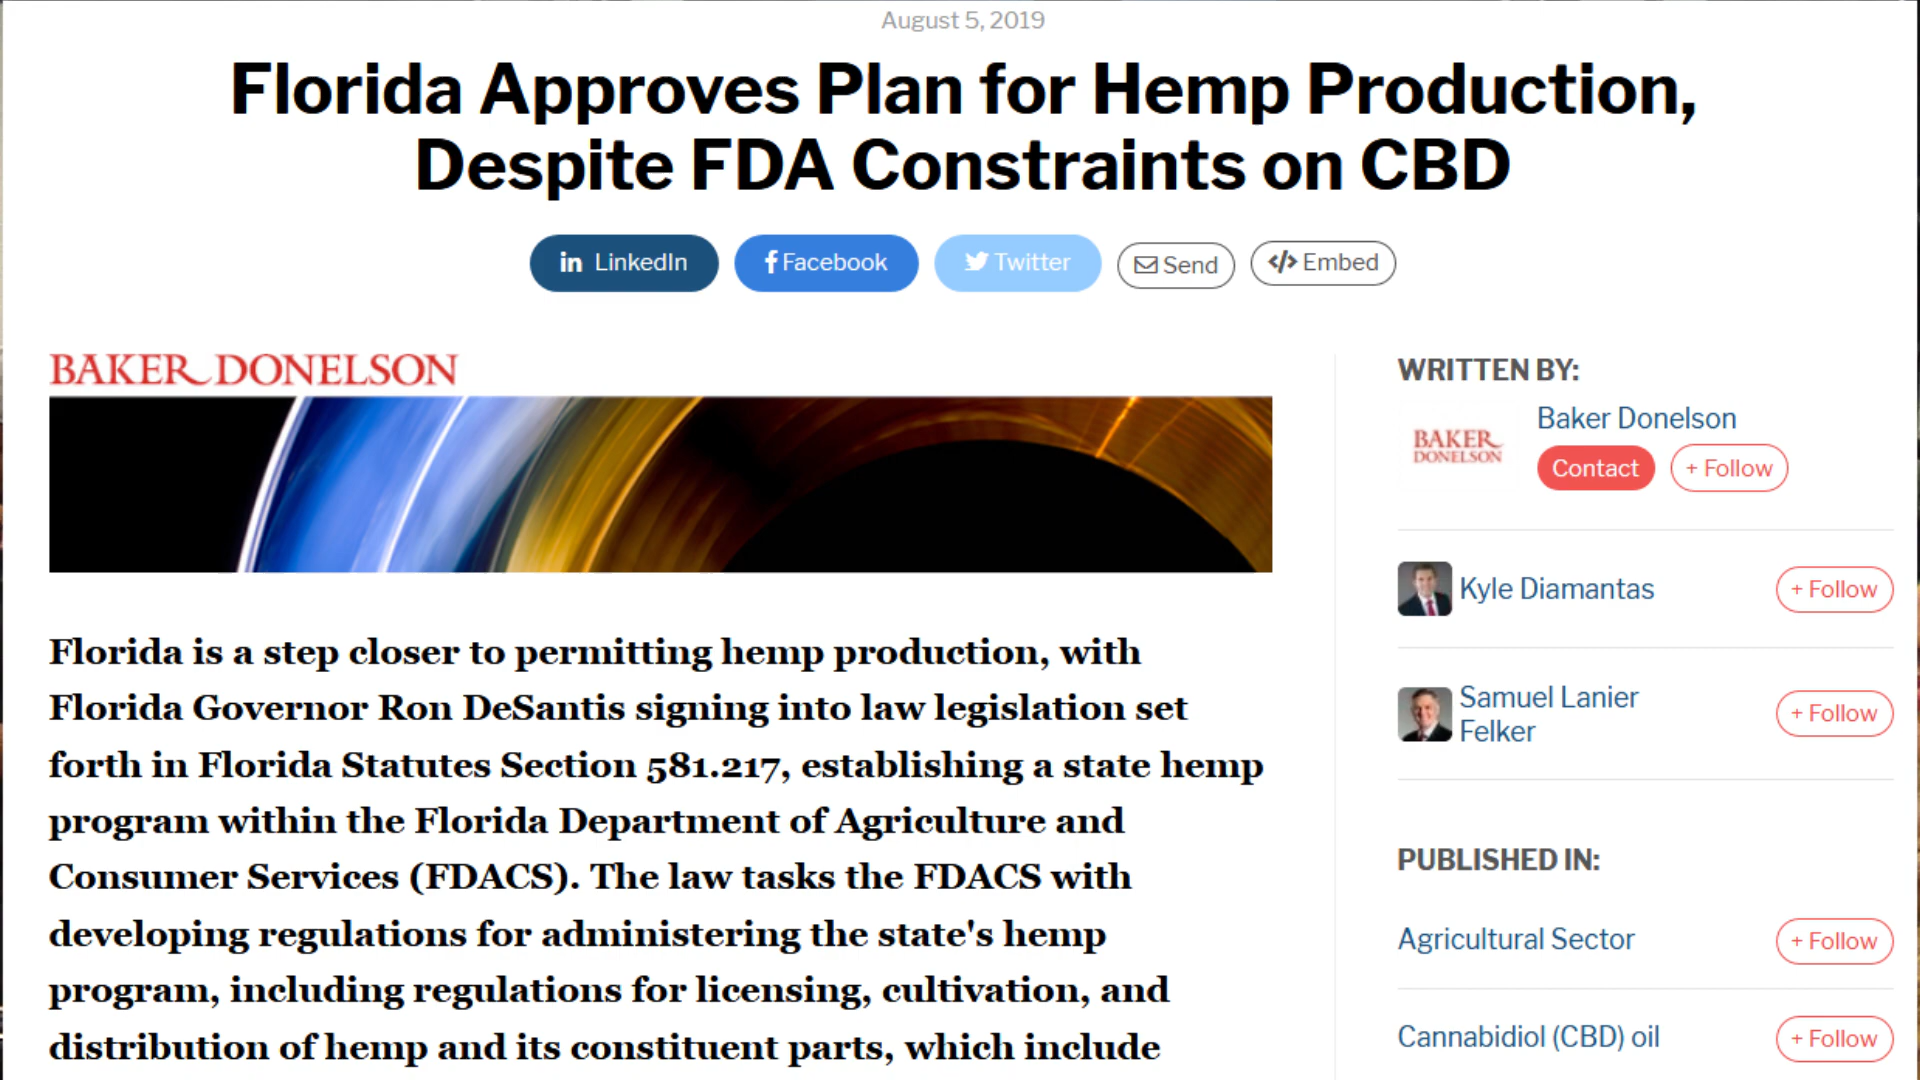 August 5, 2019
Florida Approves Plan for Hemp Production,
Despite FDA Constraints on CBD
in LinkedIn
f Facebook
Twitter
Send
</> Embed
BAKER DONELSON
Florida is a step closer to permitting hemp production, with
Florida Governor Ron DeSantis signing into law legislation set
forth in Florida Statutes Section 581.217, establishing a state hemp
program within the Florida Department of Agriculture and
Consumer Services (FDACS). The law tasks the FDACS with
developing regulations for administering the state's hemp
program, including regulations for licensing, cultivation, and
distribution of hemp and its constituent parts, which include
WRITTEN BY:
BAKER
DONELSON
Baker Donelson
Contact
+ Follow
Kyle Diamantas
+ Follow
Samuel Lanier
Felker
+ Follow
PUBLISHED IN:
Agricultural Sector
+ Follow
Cannabidiol (CBD) oil
+ Follow